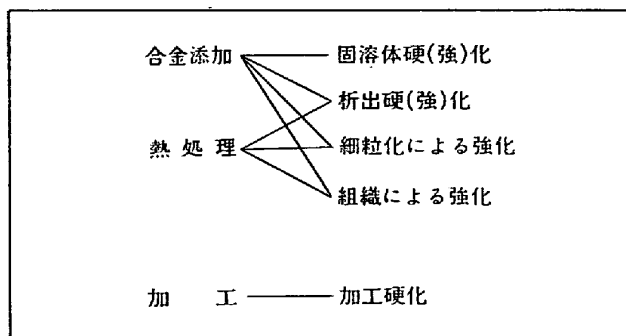 合金添加 固溶体硬(強)化
析出硬(強)化
熱処理 細粒化による強化
組織による強化
加工 加工硬化